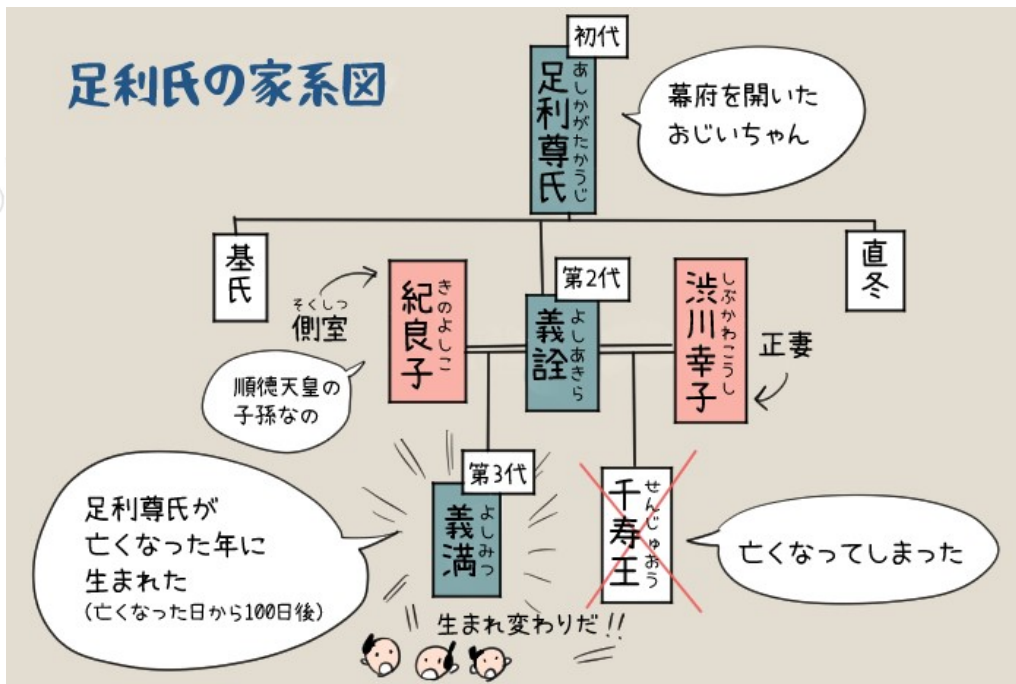 足利氏の家系図
初代
足利尊氏
あしかがたかうじ
幕府を開いた
おじいちゃん
基氏
直冬
側室
そくしつ
紀良子
きのよしこ
順徳天皇の
子孫なの
第2代
義詮
よしあきら
渋川幸子
しぶかわこうし
正妻
第3代
義満
よしみつ
足利尊氏が
亡くなった年に
生まれた
(亡くなった日から100日後)
千寿王
せんじゅおう
亡くなってしまった
生まれ変わりだ!!